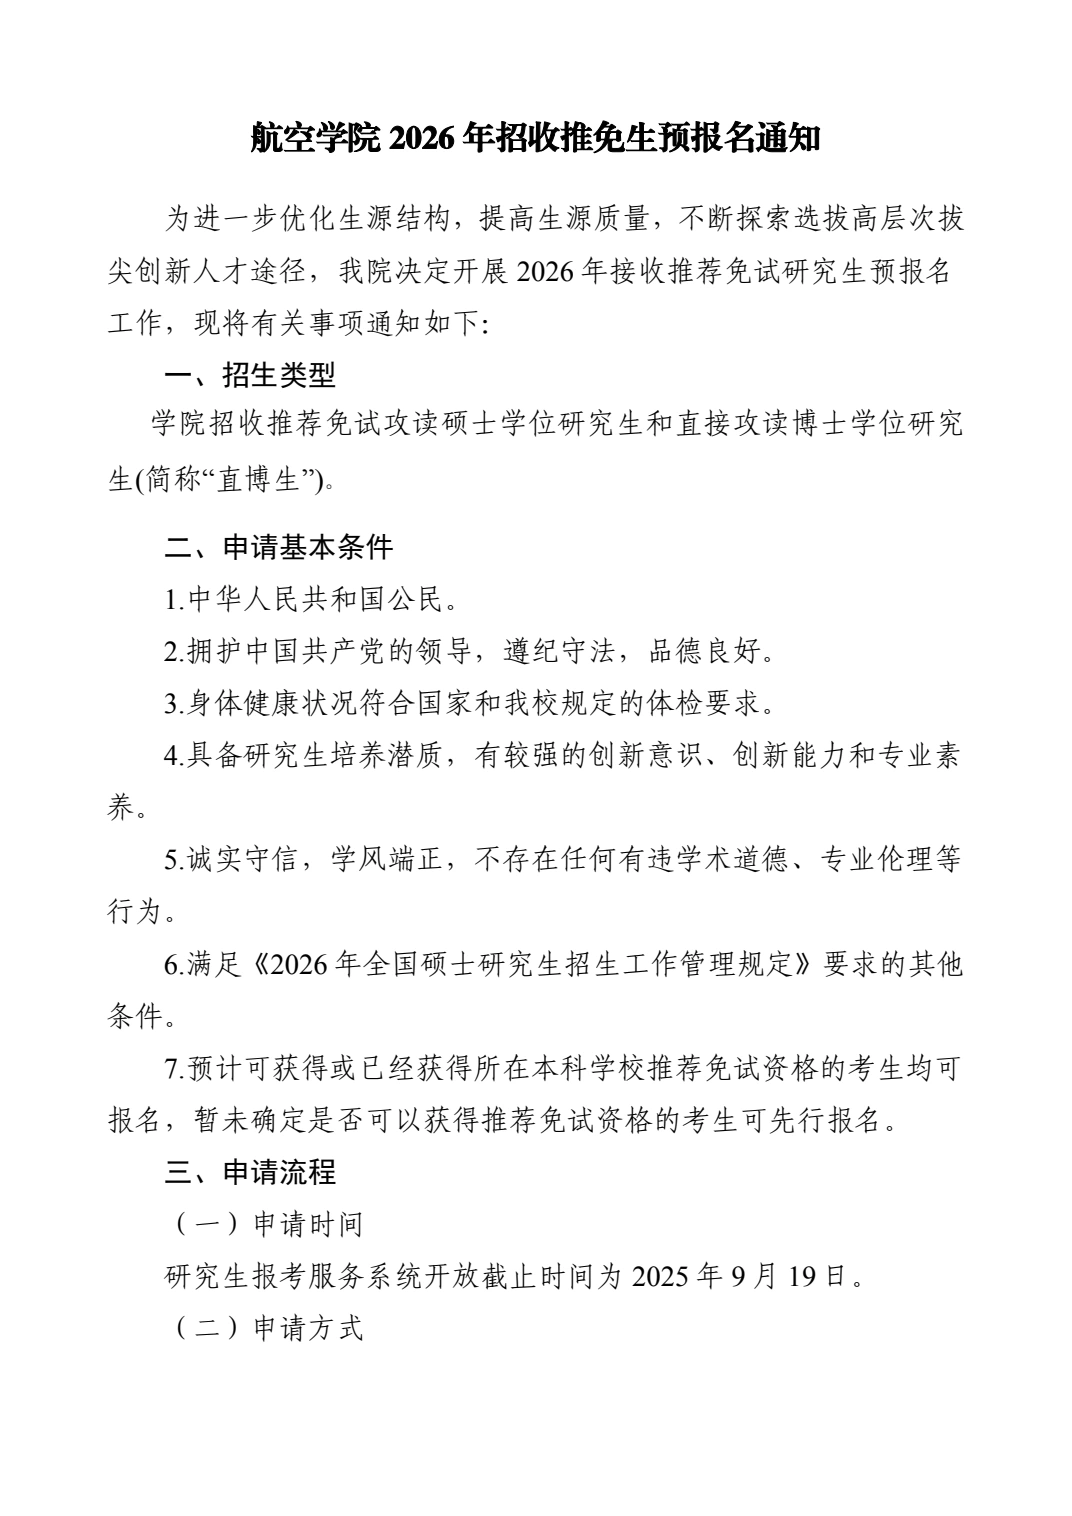 航空学院 2026 年招收推免生预报名通知
为进一步优化生源结构，提高生源质量，不断探索选拔高层次拔
尖创新人才途径，我院决定开展 2026 年接收推荐免试研究生预报名
工作，现将有关事项通知如下：
一、招生类型
学院招收推荐免试攻读硕士学位研究生和直接攻读博士学位研究
生(简称“直博生”)。
二、申请基本条件
1.中华人民共和国公民。
2.拥护中国共产党的领导，遵纪守法，品德良好。
3.身体健康状况符合国家和我校规定的体检要求。
4.具备研究生培养潜质，有较强的创新意识、创新能力和专业素
养。
5.诚实守信，学风端正，不存在任何有违学术道德、专业伦理等
行为。
6.满足《2026 年全国硕士研究生招生工作管理规定》要求的其他
条件。
7.预计可获得或已经获得所在本科学校推荐免试资格的考生均可
报名，暂未确定是否可以获得推荐免试资格的考生可先行报名。
三、申请流程
（一）申请时间
研究生报考服务系统开放截止时间为 2025 年 9 月 19 日。
（二）申请方式